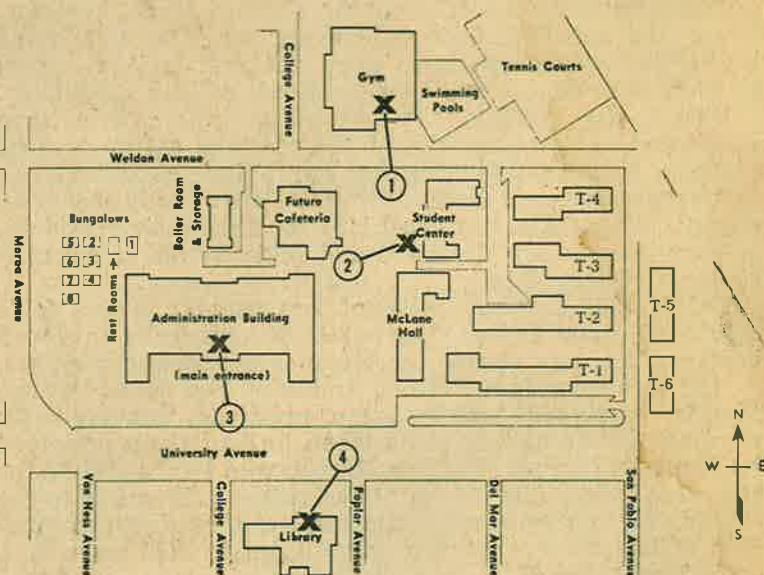 College Avenue
Gym
Swimming
Pools
Tennis Courts
Weldon Avenue
1
Bungalows
5 2 1
6 3
7 4
8
Rest Rooms
Boiler Room
& Storage
Future
Cafeteria
Student
Center
2
T-4
T-3
T-2
T-1
T-5
T-6
Maroa Avenue
Administration Building
(main entrance)
McLane
Hall
3
University Avenue
4
Library
Van Ness Avenue
College Avenue
Poplar Avenue
Del Mar Avenue
San Pablo Avenue
N
W
E
S